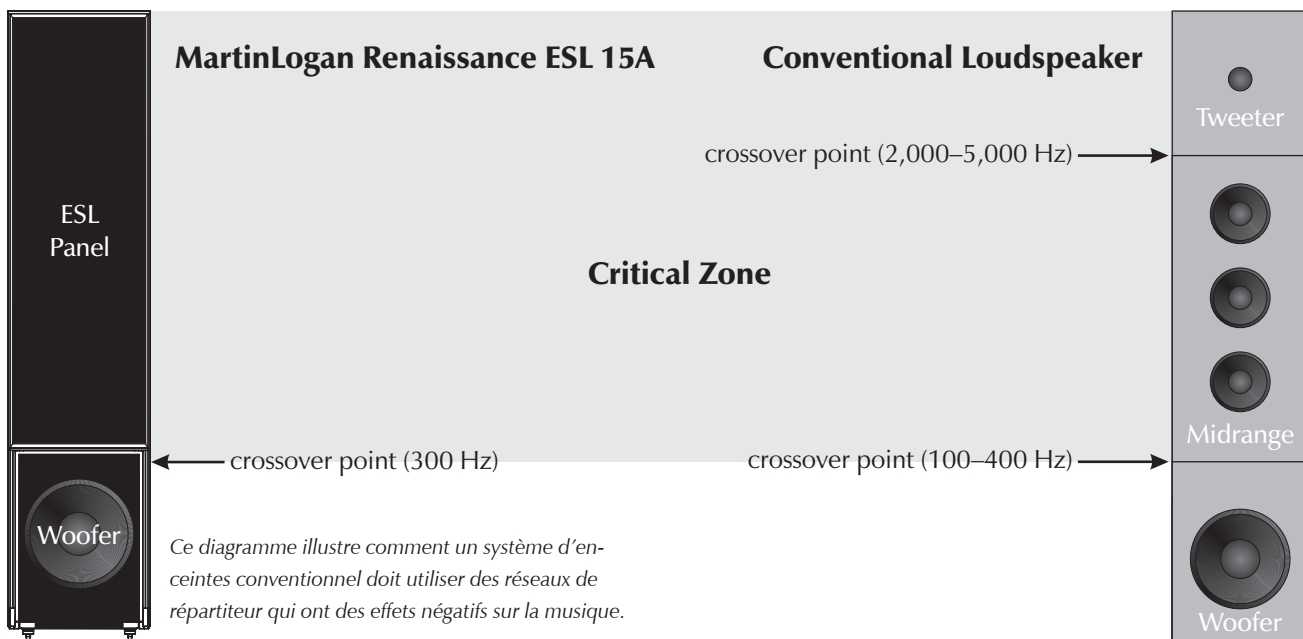 MartinLogan Renaissance ESL 15A
Conventional Loudspeaker
Tweeter
crossover point (2,000–5,000 Hz)
ESL
Panel
Critical Zone
Midrange
crossover point (300 Hz)
crossover point (100–400 Hz)
Woofer
Ce diagramme illustre comment un système d’en-
ceintes conventionnel doit utiliser des réseaux de
répartiteur qui ont des effets négatifs sur la musique.
Woofer